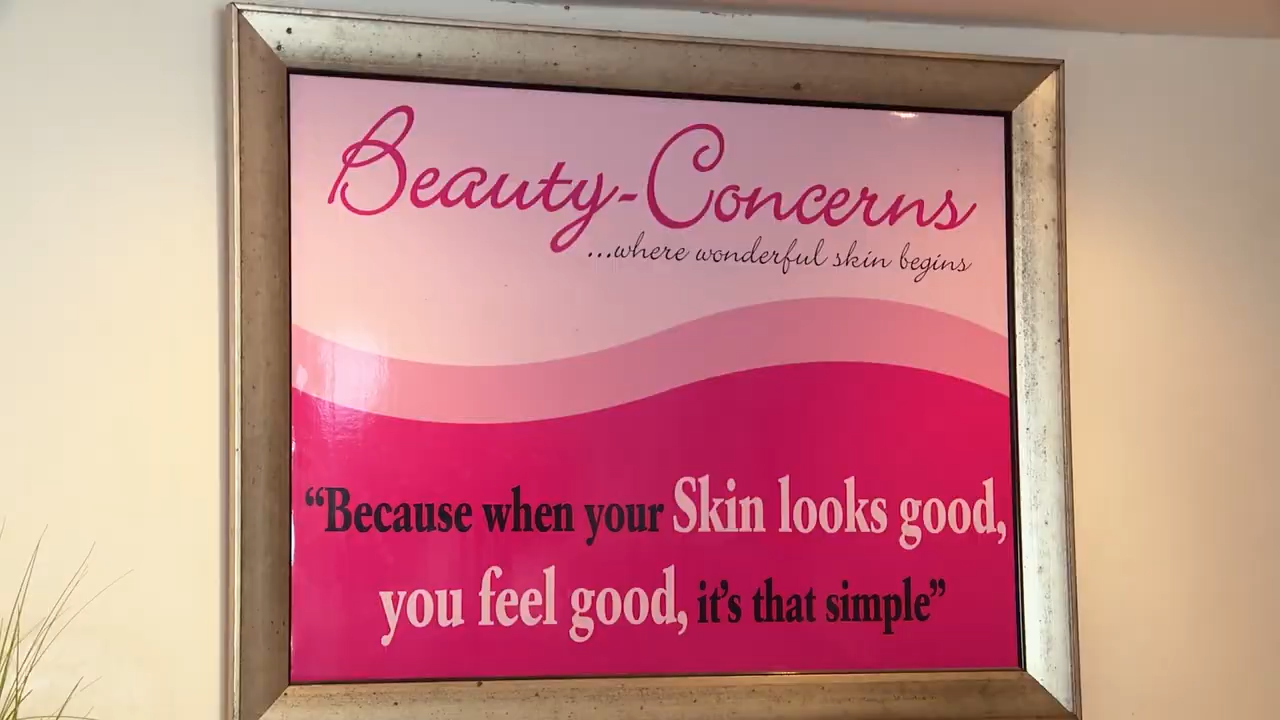 Beauty-Concerns
...where wonderful skin begins
“Because when your Skin looks good,
you feel good, it’s that simple”